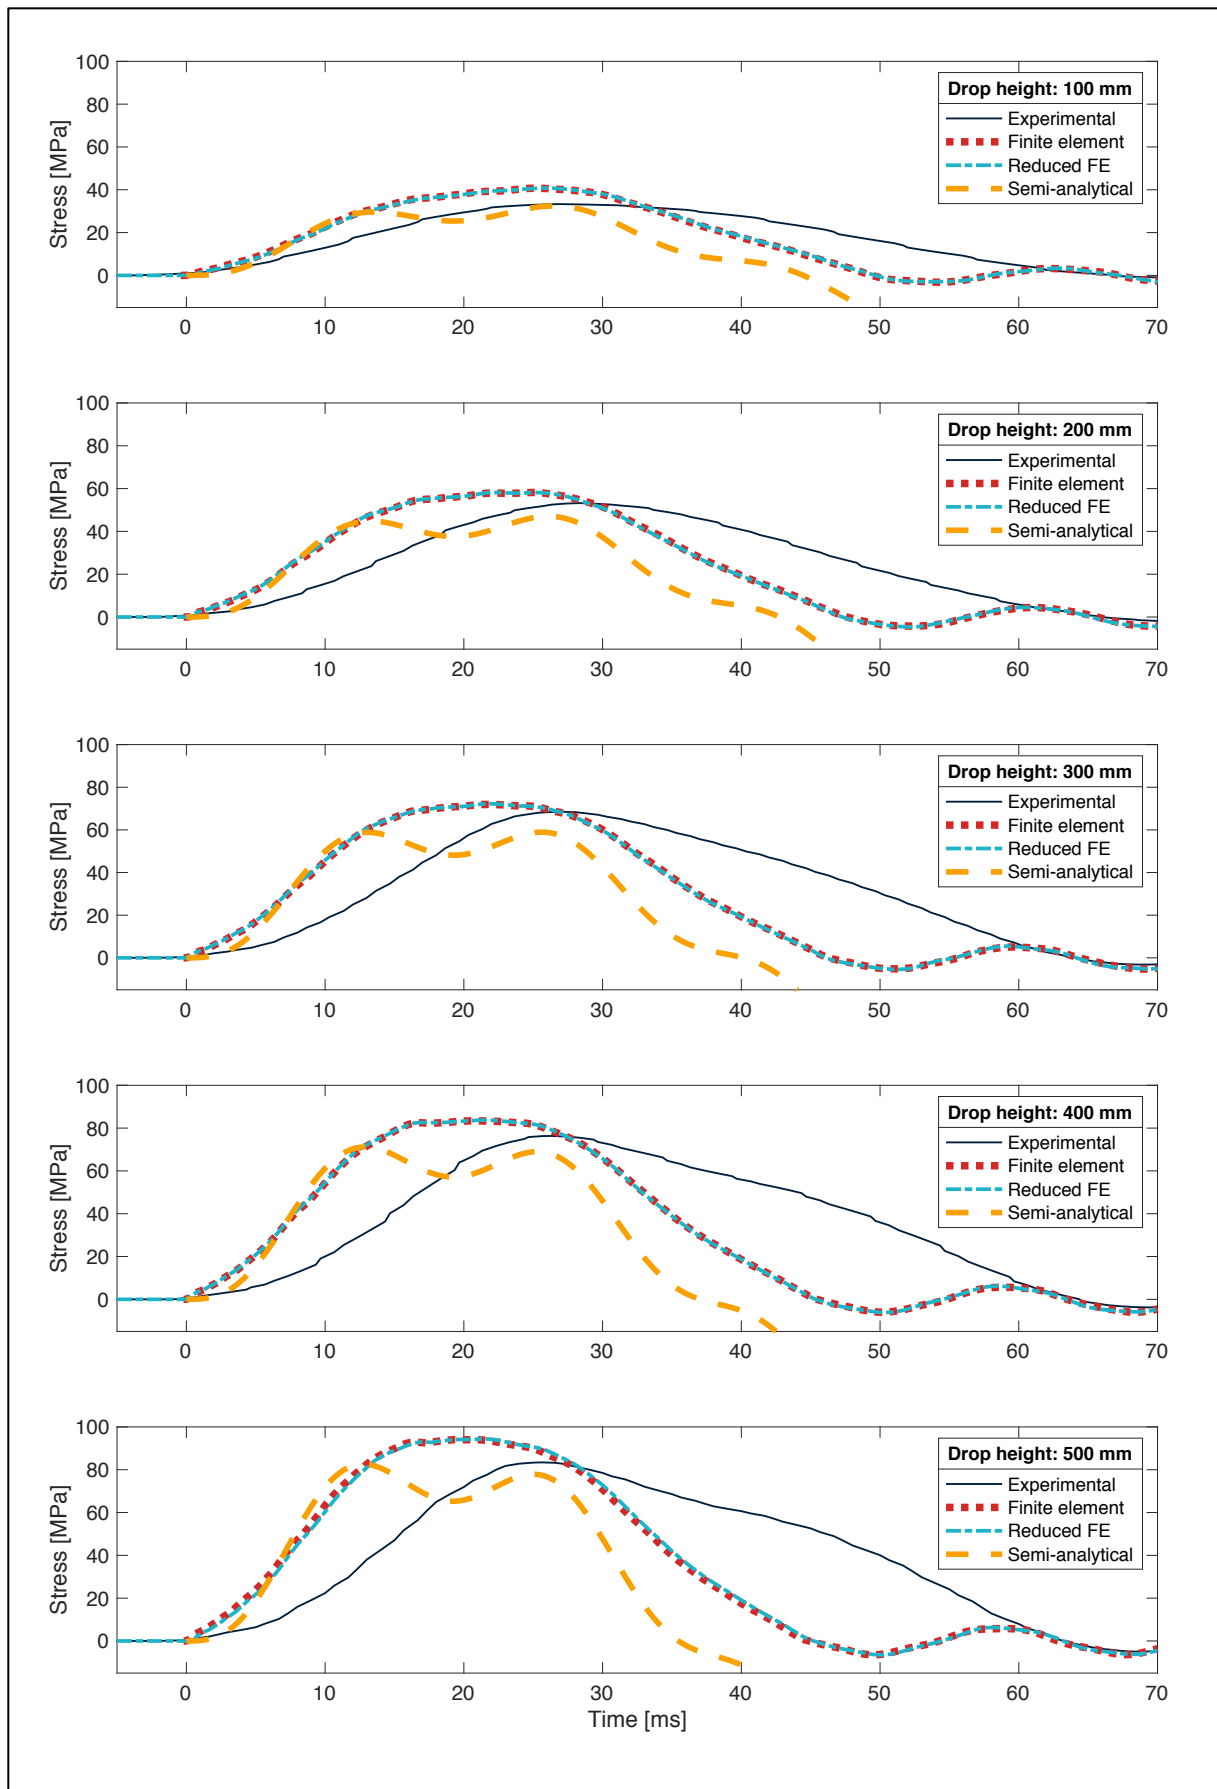 100
80
60
40
20
0
Stress [MPa]
Drop height: 100 mm
Experimental
Finite element
Reduced FE
Semi-analytical
0 10 20 30 40 50 60 70
100
80
60
40
20
0
Stress [MPa]
Drop height: 200 mm
Experimental
Finite element
Reduced FE
Semi-analytical
0 10 20 30 40 50 60 70
100
80
60
40
20
0
Stress [MPa]
Drop height: 300 mm
Experimental
Finite element
Reduced FE
Semi-analytical
0 10 20 30 40 50 60 70
100
80
60
40
20
0
Stress [MPa]
Drop height: 400 mm
Experimental
Finite element
Reduced FE
Semi-analytical
0 10 20 30 40 50 60 70
100
80
60
40
20
0
Stress [MPa]
Drop height: 500 mm
Experimental
Finite element
Reduced FE
Semi-analytical
0 10 20 30 40 50 60 70
Time [ms]